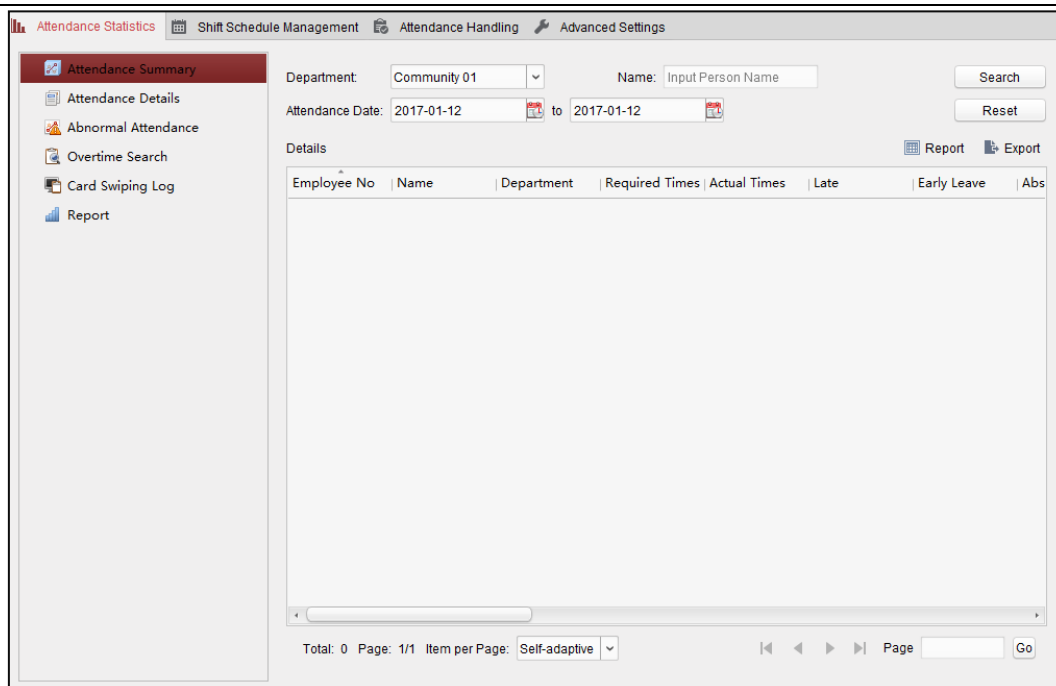 Attendance Statistics Shift Schedule Management Attendance Handling Advanced Settings
Attendance Summary
Attendance Details
Abnormal Attendance
Overtime Search
Card Swiping Log
Report
Department: Community 01 Name: Input Person Name Search
Attendance Date: 2017-01-12 to 2017-01-12 Reset
Details Report Export
Employee No Name Department Required Times Actual Times Late Early Leave Abs
Total: 0 Page: 1/1 Item per Page: Self-adaptive Page Go